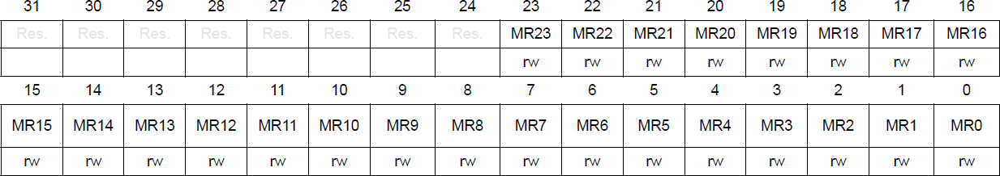 31 30 29 28 27 26 25 24 23 22 21 20 19 18 17 16
Res. Res. Res. Res. Res. Res. Res. Res. MR23 MR22 MR21 MR20 MR19 MR18 MR17 MR16
rw rw rw rw rw rw rw rw
15 14 13 12 11 10 9 8 7 6 5 4 3 2 1 0
MR15 MR14 MR13 MR12 MR11 MR10 MR9 MR8 MR7 MR6 MR5 MR4 MR3 MR2 MR1 MR0
rw rw rw rw rw rw rw rw rw rw rw rw rw rw rw rw